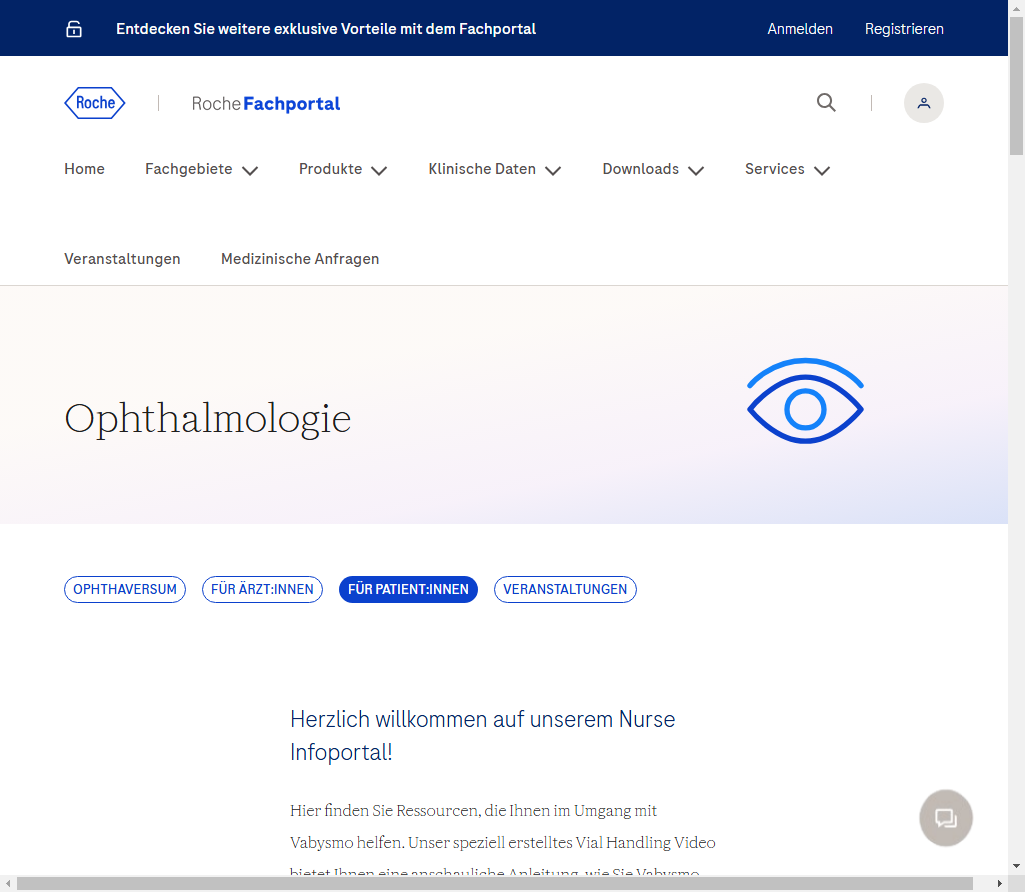 Entdecken Sie weitere exklusive Vorteile mit dem Fachportal
Anmelden
Registrieren
Roche
RocheFachportal
Home
Fachgebiete
Produkte
Klinische Daten
Downloads
Services
Veranstaltungen
Medizinische Anfragen
Ophthalmologie
OPHTHAVERSUM
FÜR ÄRZT:INNEN
FÜR PATIENT:INNEN
VERANSTALTUNGEN
Herzlich willkommen auf unserem Nurse
Infoportal!
Hier finden Sie Ressourcen, die Ihnen im Umgang mit
Vabysmo helfen. Unser speziell erstelltes Vial Handling Video
bietet Ihnen eine anschauliche Anleitung, wie Sie Vabysmo